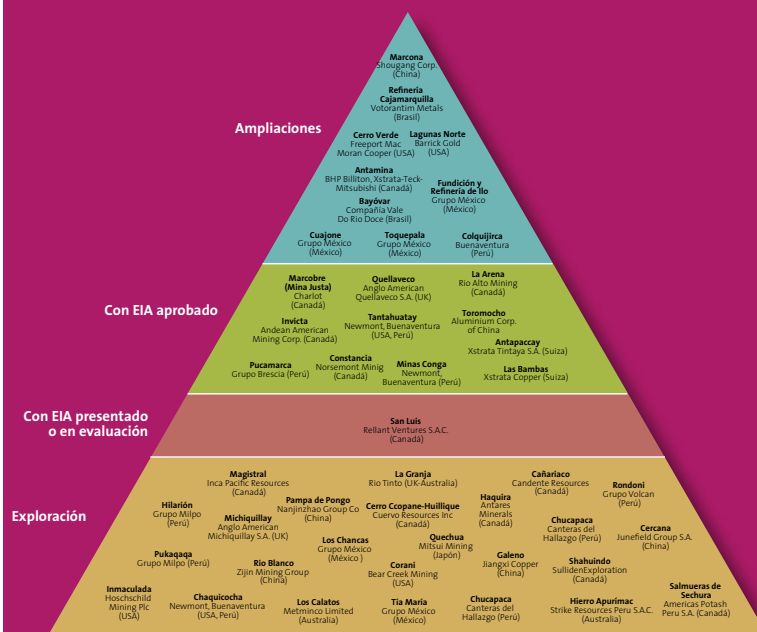 Marcona
Shougang Corp.
(China)
Refinería
Cajamarquilla
Votorantim Metals
(Brasil)
Ampliaciones
Cerro Verde
Freeport Mac
Moran Cooper (USA)
Lagunas Norte
Barrick Gold
(USA)
Antamina
BHP Billiton, Xstrata-Teck-
Mitsubishi (Canadá)
Fundición y
Refinería de Ilo
Grupo México
(México)
Bayóvar
Compañia Vale
Do Rio Doce (Brasil)
Cuajone
Grupo México
(México)
Toquepala
Grupo México
(México)
Colquijirca
Buenaventura
(Perú)
Con EIA aprobado
Marcobre
(Mina Justa)
Charlot
(Canadá)
Quellaveco
Anglo American
Quellaveco S.A. (UK)
La Arena
Rio Alto Mining
(Canadá)
Invicta
Andean American
Mining Corp. (Canadá)
Tantahuatay
Newmont, Buenaventura
(USA, Perú)
Toromocho
Aluminium Corp.
of China
Antapaccay
Xstrata Tintaya S.A. (Suiza)
Pucamarca
Grupo Brescia (Perú)
Constancia
Norsemont Minig
(Canadá)
Minas Conga
Newmont,
Buenaventura (Perú)
Las Bambas
Xstrata Copper (Suiza)
Con EIA presentado
o en evaluación
San Luis
Rellant Ventures S.A.C.
(Canadá)
Exploración
Magistral
Inca Pacific Resources
(Canadá)
La Granja
Rio Tinto (UK-Australia)
Cañariaco
Candente Resources
(Canadá)
Rondoni
Grupo Volcan
(Perú)
Hilarión
Grupo Milpo
(Perú)
Pampa de Pongo
Nanjinzhao Group Co
(China)
Cerro Ccopane-Huillique
Cuervo Resources Inc
(Canadá)
Haquira
Antares
Minerals
(Canadá)
Michiquillay
Anglo American
Michiquillay S.A. (UK)
Chucapaca
Canteras del
Hallazgo (Perú)
Cercana
Junefield Group S.A.
(China)
Los Chancas
Grupo México
(México )
Quechua
Mitsui Mining
(Japón)
Pukaqaqa
Grupo Milpo (Perú)
Rio Blanco
Zijin Mining Group
(China)
Corani
Bear Creek Mining
(USA)
Galeno
Jiangxi Copper
(China)
Shahuindo
SullidenExploration
(Canadá)
Inmaculada
Hoschschild
Mining Plc
(USA)
Chaquicocha
Newmont, Buenaventura
(USA, Perú)
Los Calatos
Metminco Limited
(Australia)
Tía María
Grupo México
(México)
Chucapaca
Canteras del
Hallazgo (Perú)
Hierro Apurimac
Strike Resources Peru S.A.C.
(Australia)
Salmueras de
Sechura
Americas Potash
Peru S.A. (Canadá)